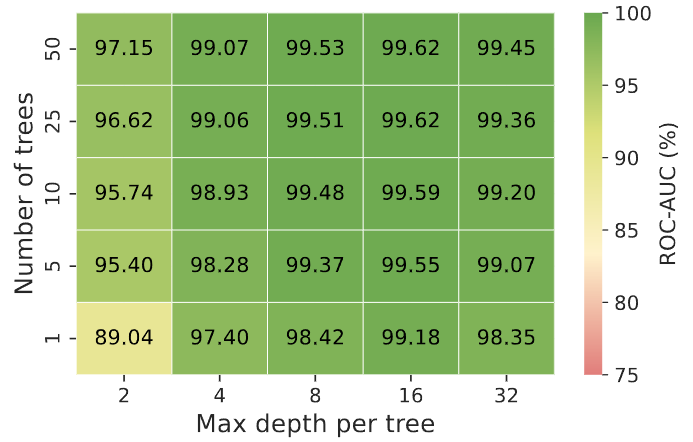 50 97.15 99.07 99.53 99.62 99.45
25 96.62 99.06 99.51 99.62 99.36
10 95.74 98.93 99.48 99.59 99.20
5 95.40 98.28 99.37 99.55 99.07
1 89.04 97.40 98.42 99.18 98.35
2 4 8 16 32
Max depth per tree
Number of trees
100
95
90
85
80
75
ROC-AUC (%)